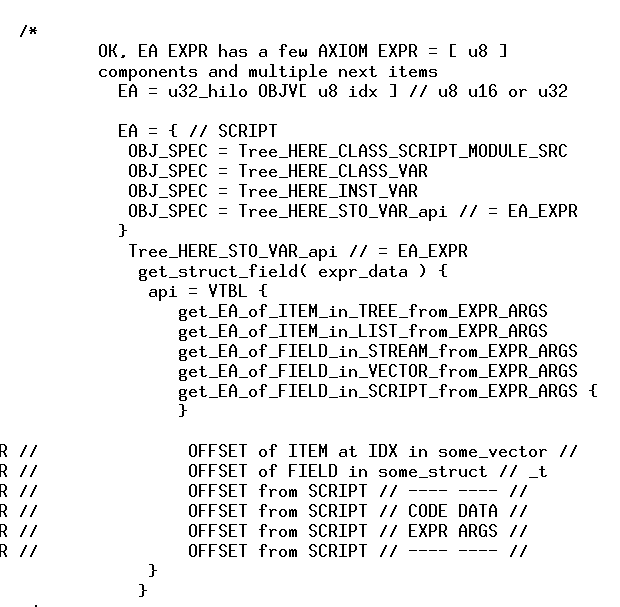 /*
OK, EA EXPR has a few AXIOM EXPR = [ u8 ]
components and multiple next items
EA = u32_hilo OBJV[ u8 idx ] // u8 u16 or u32
EA = { // SCRIPT
OBJ_SPEC = Tree_HERE_CLASS_SCRIPT_MODULE_SRC
OBJ_SPEC = Tree_HERE_CLASS_VAR
OBJ_SPEC = Tree_HERE_INST_VAR
OBJ_SPEC = Tree_HERE_STO_VAR_api // = EA_EXPR
}
Tree_HERE_STO_VAR_api // = EA_EXPR
get_struct_field( expr_data ) {
api = VTBL {
get_EA_of_ITEM_in_TREE_from_EXPR_ARGS
get_EA_of_ITEM_in_LIST_from_EXPR_ARGS
get_EA_of_FIELD_in_STREAM_from_EXPR_ARGS
get_EA_of_FIELD_in_VECTOR_from_EXPR_ARGS
get_EA_of_FIELD_in_SCRIPT_from_EXPR_ARGS {
}
R // OFFSET of ITEM at IDX in some_vector //
R // OFFSET of FIELD in some_struct // _t
R // OFFSET from SCRIPT // ---- ---- //
R // OFFSET from SCRIPT // CODE DATA //
R // OFFSET from SCRIPT // EXPR ARGS //
R // OFFSET from SCRIPT // ---- ---- //
}
}